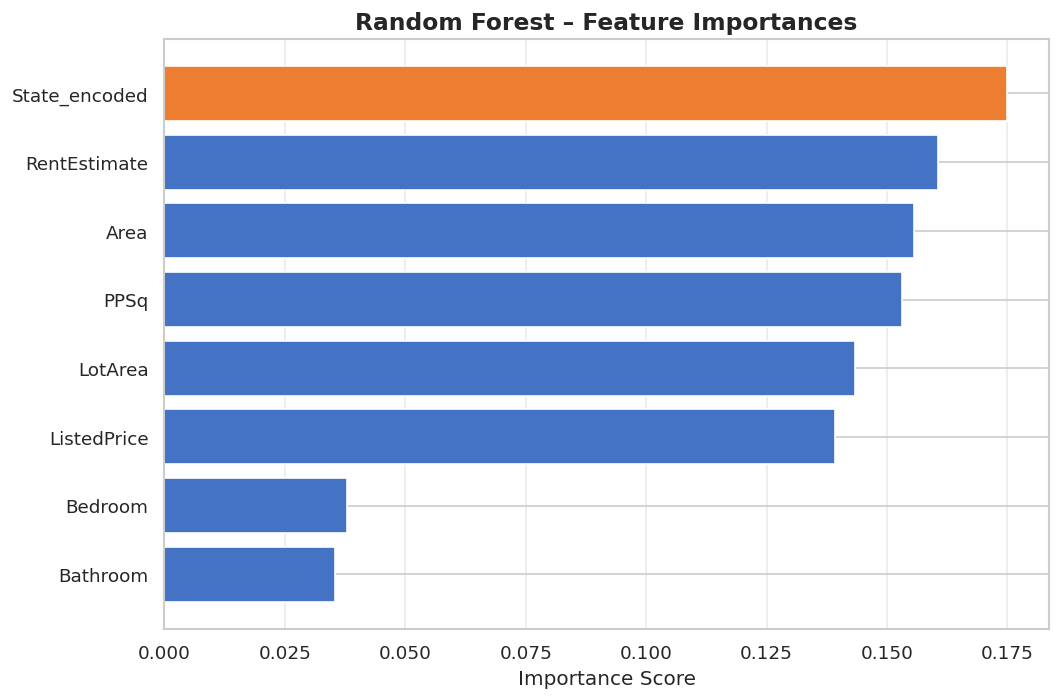 Random Forest – Feature Importances
State_encoded
RentEstimate
Area
PPSq
LotArea
ListedPrice
Bedroom
Bathroom
0.000 0.025 0.050 0.075 0.100 0.125 0.150 0.175
Importance Score